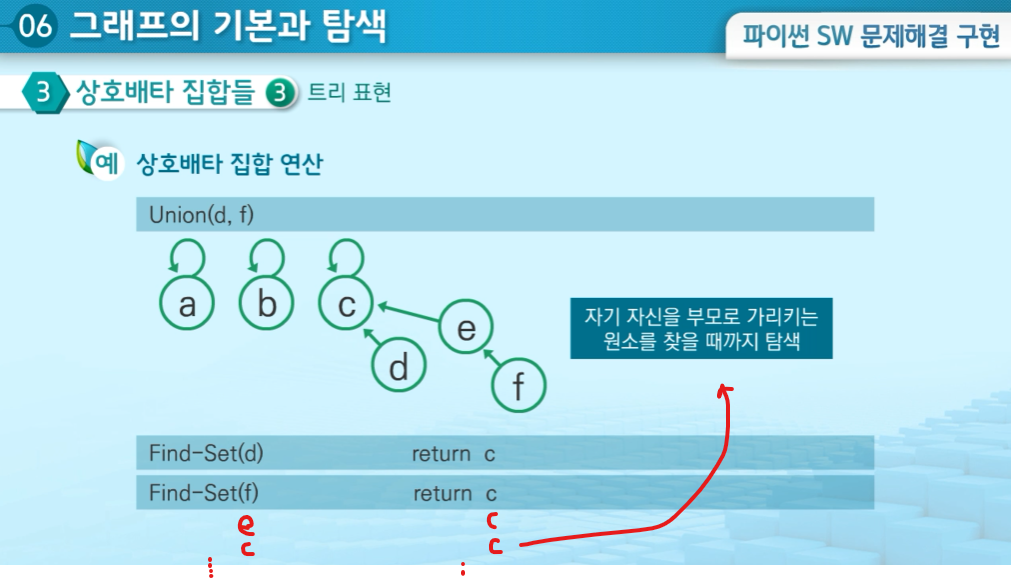 06 그래프의 기본과 탐색
파이썬 SW 문제해결 구현
3 상호배타 집합들 3 트리 표현
예 상호배타 집합 연산
Union(d, f)
a b c
e
d
f
자기 자신을 부모로 가리키는
원소를 찾을 때까지 탐색
Find-Set(d) return c
Find-Set(f) return c
e c
c c